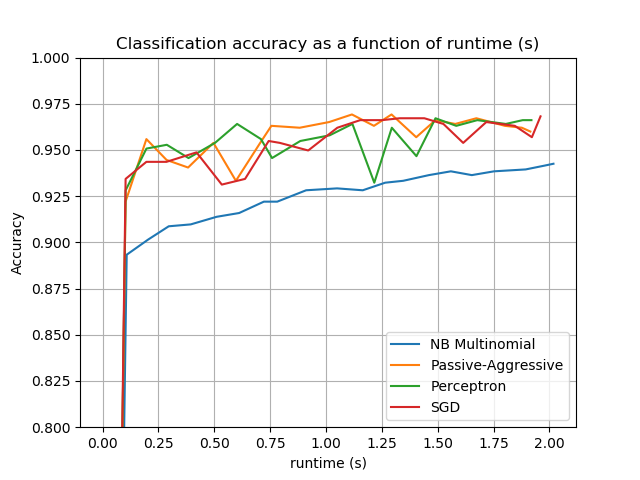 Classification accuracy as a function of runtime (s)
1.000
0.975
0.950
0.925
0.900
0.875
0.850
0.825
0.800
Accuracy
NB Multinomial
Passive-Aggressive
Perceptron
SGD
0.00 0.25 0.50 0.75 1.00 1.25 1.50 1.75 2.00
runtime (s)